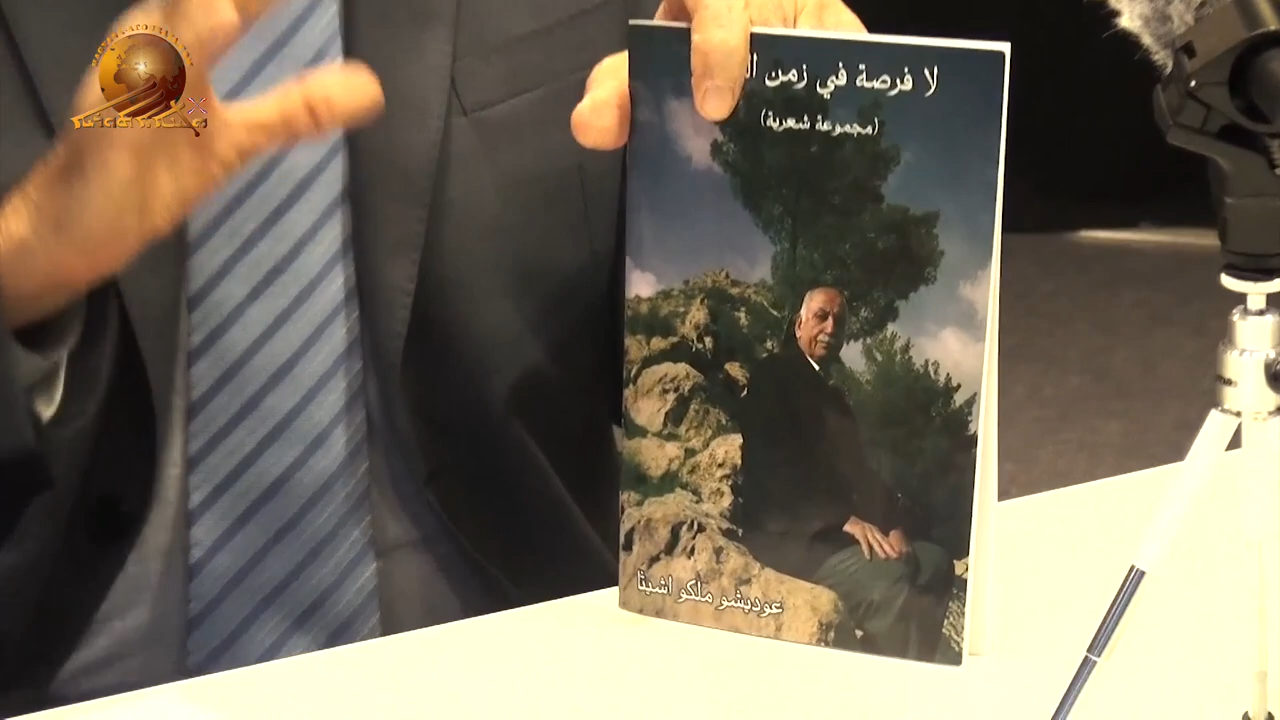 لا فرصة في زمن
(مجموعة شعرية)
عوديشو ملكو اشيثا